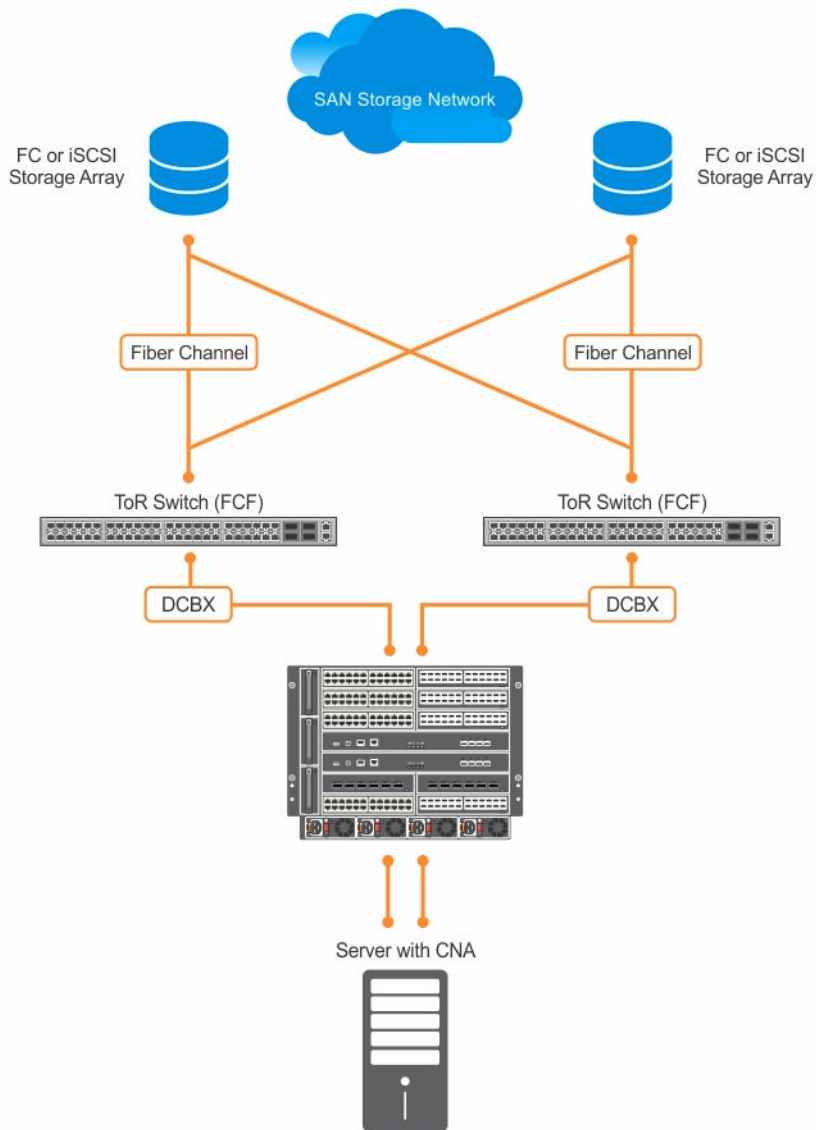 SAN Storage Network
FC or iSCSI
Storage Array
FC or iSCSI
Storage Array
Fiber Channel
Fiber Channel
ToR Switch (FCF)
ToR Switch (FCF)
DCBX
DCBX
Server with CNA